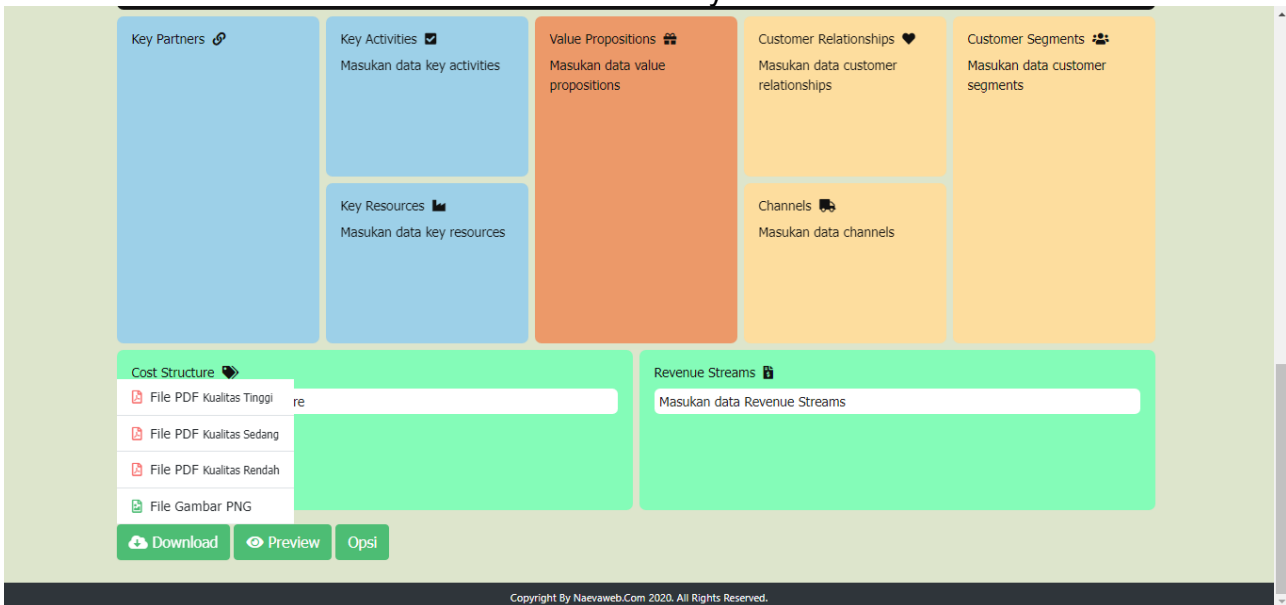 Key Partners
Key Activities
Masukan data key activities
Value Propositions
Masukan data value
propositions
Customer Relationships
Masukan data customer
relationships
Customer Segments
Masukan data customer
segments
Key Resources
Masukan data key resources
Channels
Masukan data channels
Cost Structure
re
File PDF Kualitas Tinggi
File PDF Kualitas Sedang
File PDF Kualitas Rendah
File Gambar PNG
Revenue Streams
Masukan data Revenue Streams
Download
Preview
Opsi
Copyright By Naevaweb.Com 2020. All Rights Reserved.